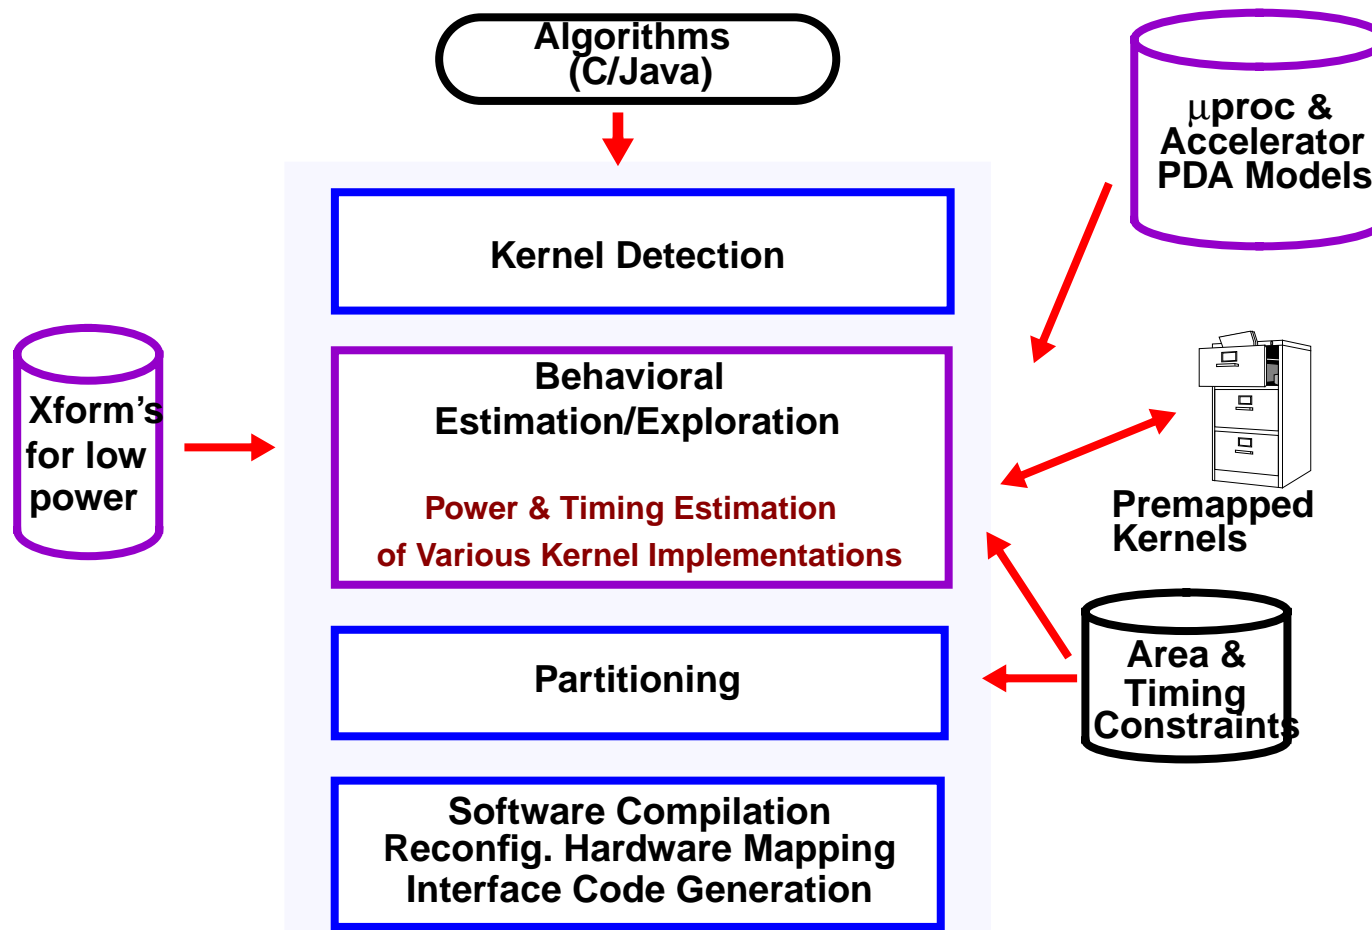 Algorithms
(C/Java)
μproc &
Accelerator
PDA Models
Kernel Detection
Xform’s
for low
power
Behavioral
Estimation/Exploration
Power & Timing Estimation
of Various Kernel Implementations
Premapped
Kernels
Partitioning
Area &
Timing
Constraints
Software Compilation
Reconfig. Hardware Mapping
Interface Code Generation